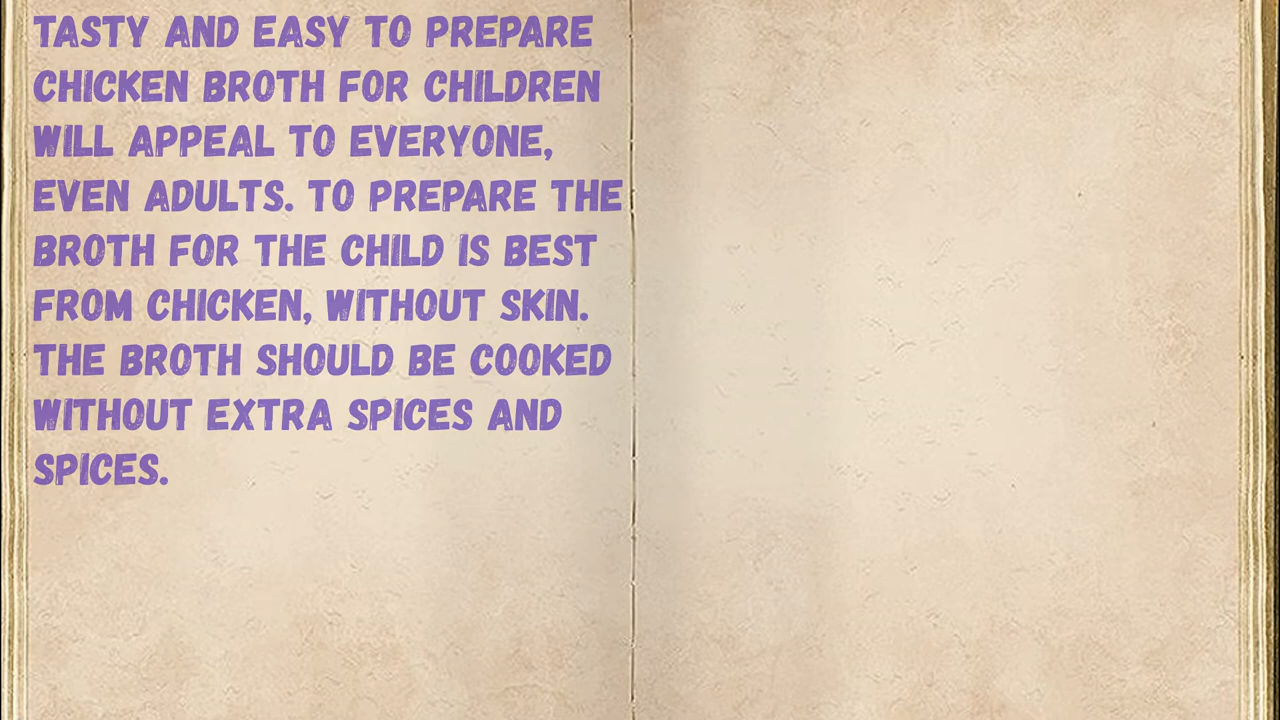 TASTY AND EASY TO PREPARE
CHICKEN BROTH FOR CHILDREN
WILL APPEAL TO EVERYONE,
EVEN ADULTS. TO PREPARE THE
BROTH FOR THE CHILD IS BEST
FROM CHICKEN, WITHOUT SKIN.
THE BROTH SHOULD BE COOKED
WITHOUT EXTRA SPICES AND
SPICES.